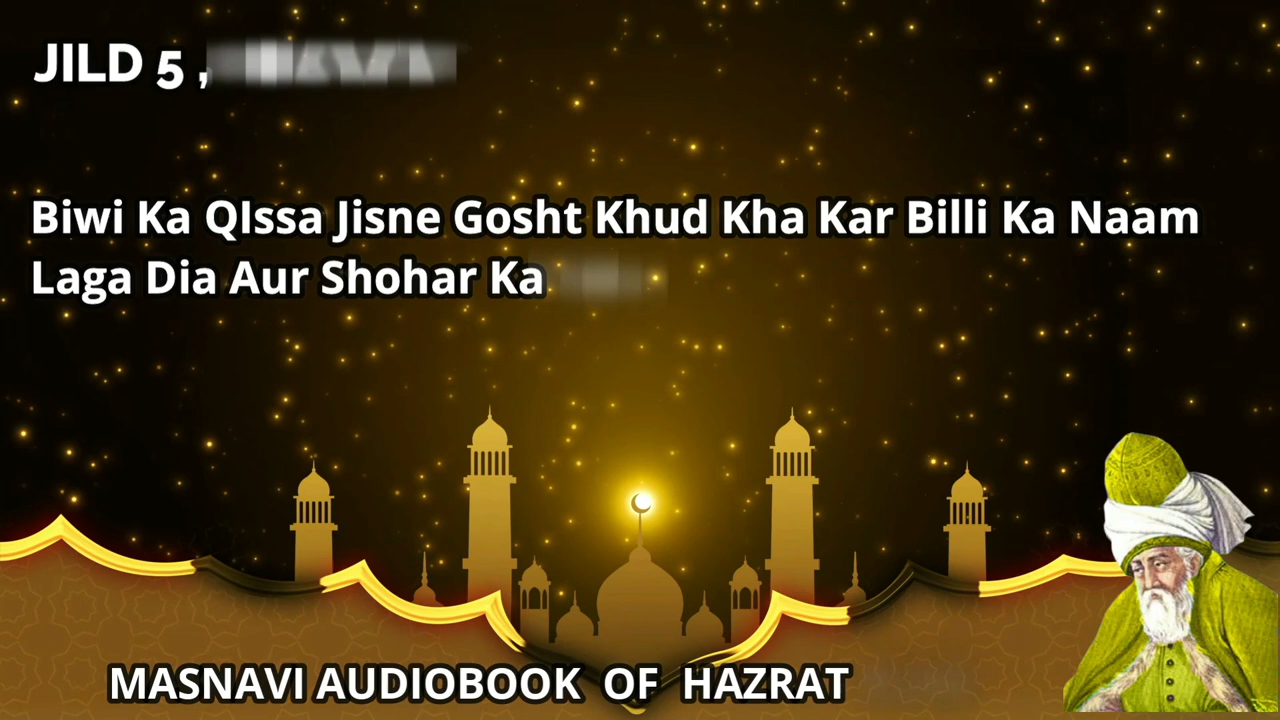 JILD 5 ,
Biwi Ka QIssa Jisne Gosht Khud Kha Kar Billi Ka Naam
Laga Dia Aur Shohar Ka
MASNAVI AUDIOBOOK OF HAZRAT